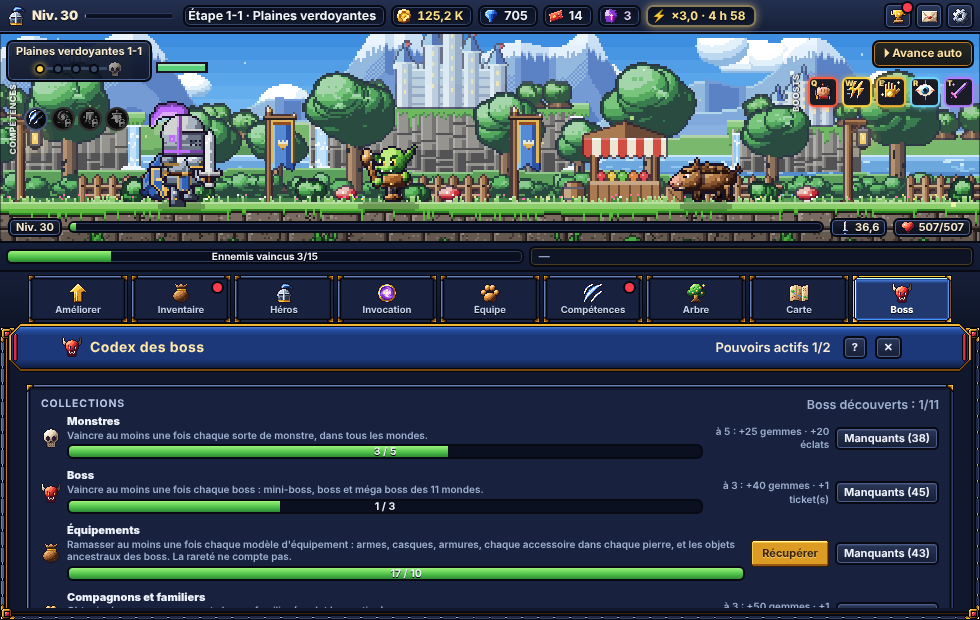 Niv. 30
Étape 1-1 · Plaines verdoyantes
125,2 K
705
14
3
×3,0 · 4 h 58
Plaines verdoyantes 1-1
Avance auto
COMPÉTENCES
BOOSTS
Niv. 30
36,6
507/507
Ennemis vaincus 3/15
—
Améliorer
Inventaire
Héros
Invocation
Equipe
Compétences
Arbre
Carte
Boss
Codex des boss
Pouvoirs actifs 1/2
?
×
COLLECTIONS
Boss découverts : 1/11
Monstres
Vaincre au moins une fois chaque sorte de monstre, dans tous les mondes.
3 / 5
à 5 : +25 gemmes · +20
éclats
Manquants (38)
Boss
Vaincre au moins une fois chaque boss : mini-boss, boss et méga boss des 11 mondes.
1 / 3
à 3 : +40 gemmes · +1
ticket(s)
Manquants (45)
Équipements
Ramasser au moins une fois chaque modèle d'équipement : armes, casques, armures, chaque accessoire dans chaque pierre, et les objets
ancestraux des boss. La rareté ne compte pas.
17 / 10
Récupérer
Manquants (43)
Compagnons et familiers
à 3 : +50 gemmes · +1